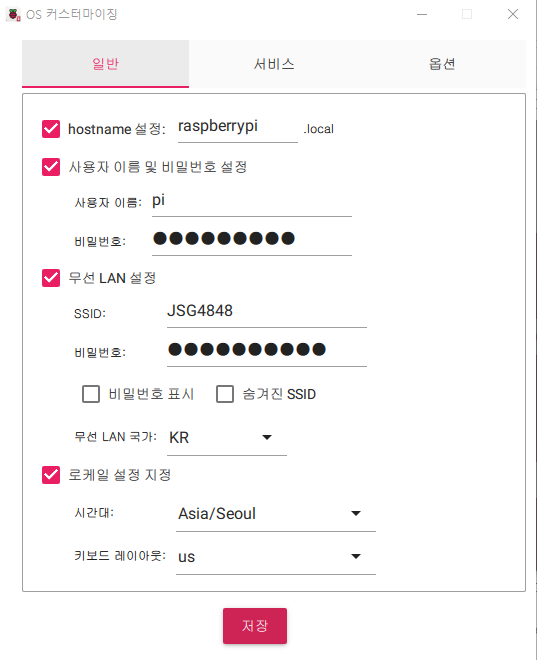 OS 커스터마이징
일반 서비스 옵션
hostname 설정: raspberrypi .local
사용자 이름 및 비밀번호 설정
사용자 이름: pi
비밀번호: ●●●●●●●●●
무선 LAN 설정
SSID: JSG4848
비밀번호: ●●●●●●●●●●
비밀번호 표시 숨겨진 SSID
무선 LAN 국가: KR
로케일 설정 지정
시간대: Asia/Seoul
키보드 레이아웃: us
저장